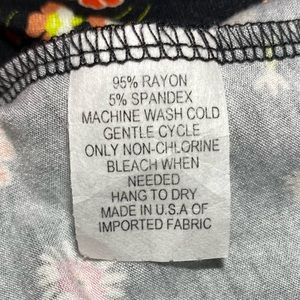 95% RAYON
5% SPANDEX
MACHINE WASH COLD
GENTLE CYCLE
ONLY NON-CHLORINE
BLEACH WHEN
NEEDED
HANG TO DRY
MADE IN U.S.A OF
IMPORTED FABRIC